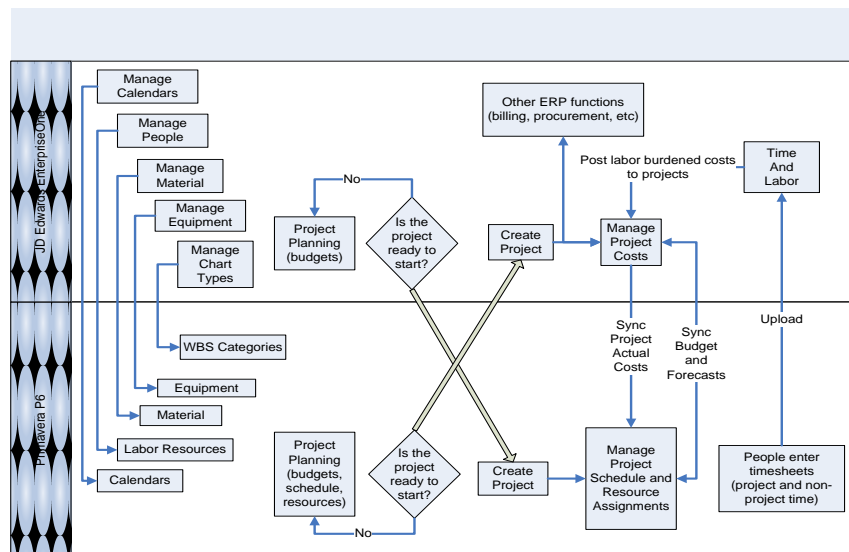 JD Edwards EnterpriseOne
Manage
Calendars
Manage
People
Manage
Material
Manage
Equipment
Manage
Chart
Types
No
Project
Planning
(budgets)
Is the
project
ready to
start?
Other ERP functions
(billing, procurement, etc)
Create
Project
Post labor burdened costs
to projects
Manage
Project
Costs
Time
And
Labor
Primavera P6
WBS Categories
Equipment
Material
Labor Resources
Calendars
Project
Planning
(budgets,
schedule,
resources)
Is the
project
ready to
start?
No
Create
Project
Sync
Project
Actual
Costs
Sync
Budget
and
Forecasts
Upload
Manage
Project
Schedule and
Resource
Assignments
People enter
timesheets
(project and non-
project time)